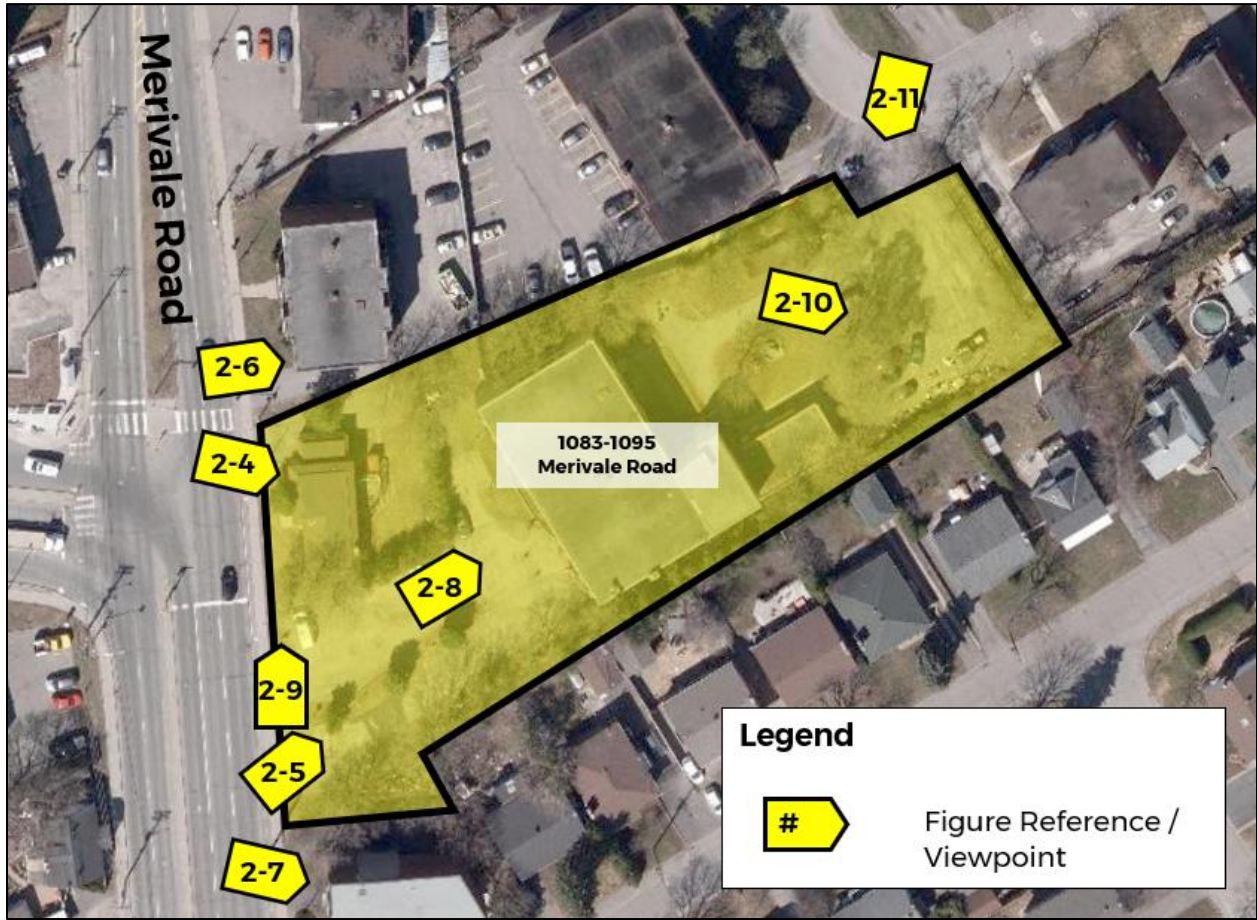 Merivale Road
2-11
2-10
2-6
2-4
1083-1095
Merivale Road
2-8
2-9
2-5
2-7
Legend
#
Figure Reference /
Viewpoint